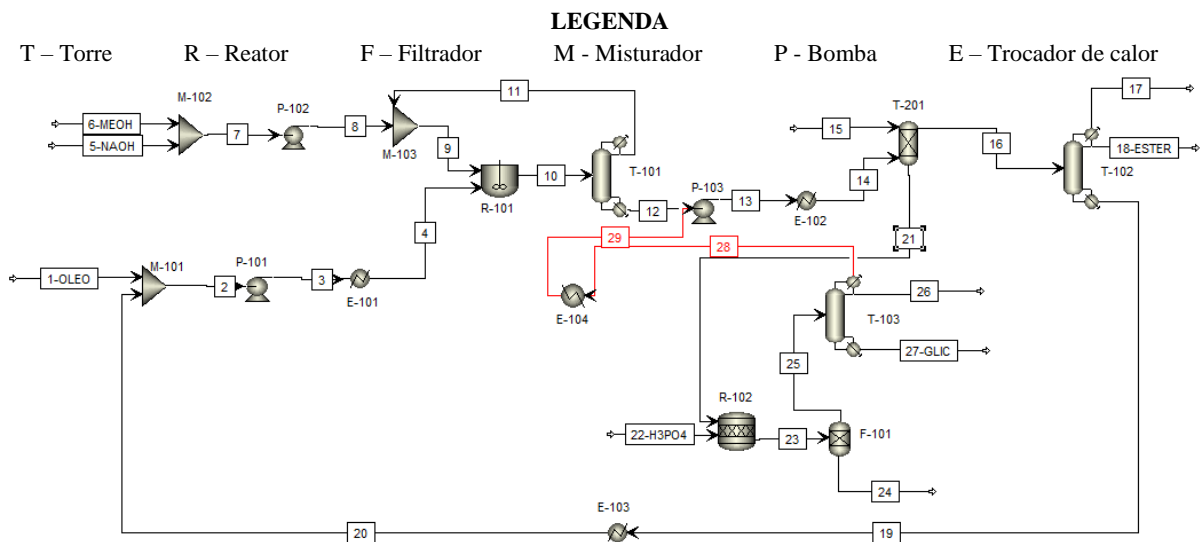 LEGENDA
T – Torre R – Reator F – Filtrador M - Misturador P - Bomba E – Trocador de calor
11 17
M-102 P-102 T-201
6-MEOH 15
5-NAOH 7 8 16 18-ESTER
M-103 9 14 T-102
10 T-101 P-103
R-101 12 13 E-102
4 29 28 21
M-101 P-101
1-OLEO 2 3 E-101
E-104 26
T-103
25 27-GLIC
R-102
22-H3PO4 23 F-101
24
E-103
20 19